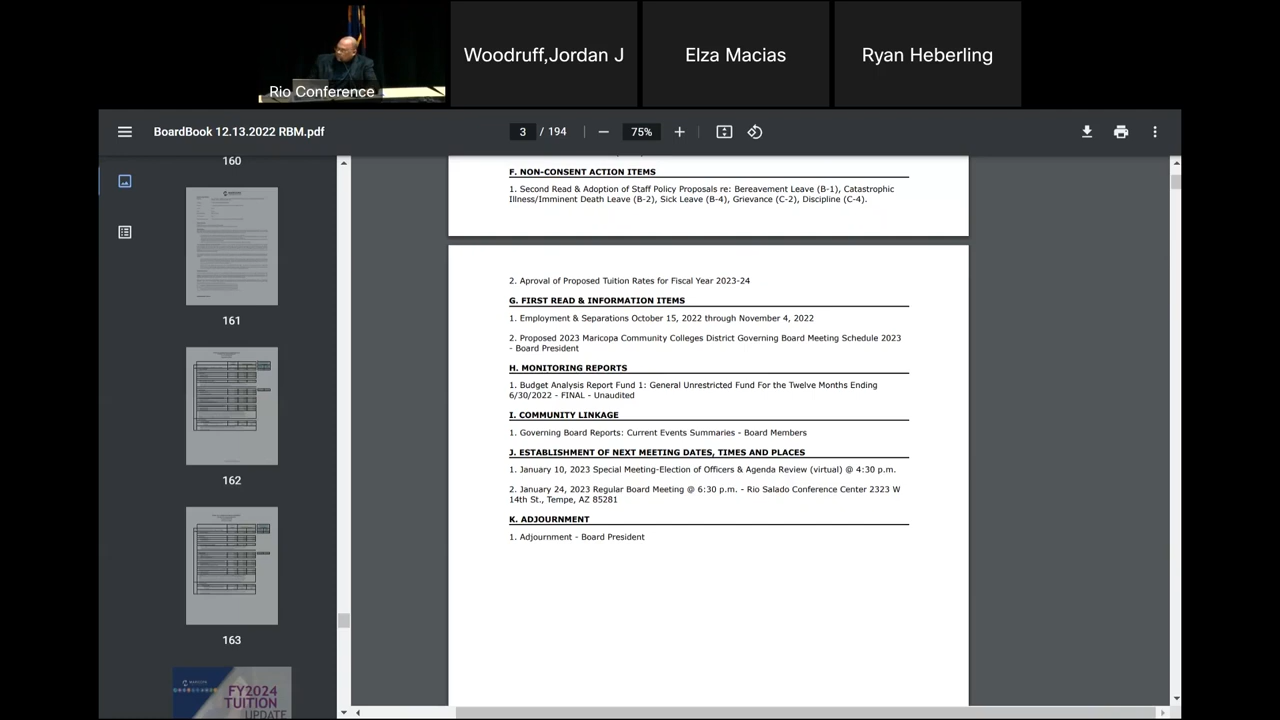 Rio Conference
Woodruff,Jordan J
Elza Macias
Ryan Heberling
BoardBook 12.13.2022 RBM.pdf
3 / 194
75%
160
161
162
163
FY2024
TUITION
UPDATE
F. NON-CONSENT ACTION ITEMS
1. Second Read & Adoption of Staff Policy Proposals re: Bereavement Leave (B-1), Catastrophic
Illness/Imminent Death Leave (B-2), Sick Leave (B-4), Grievance (C-2), Discipline (C-4).
2. Aproval of Proposed Tuition Rates for Fiscal Year 2023-24
G. FIRST READ & INFORMATION ITEMS
1. Employment & Separations October 15, 2022 through November 4, 2022
2. Proposed 2023 Maricopa Community Colleges District Governing Board Meeting Schedule 2023
- Board President
H. MONITORING REPORTS
1. Budget Analysis Report Fund 1: General Unrestricted Fund For the Twelve Months Ending
6/30/2022 - FINAL - Unaudited
I. COMMUNITY LINKAGE
1. Governing Board Reports: Current Events Summaries - Board Members
J. ESTABLISHMENT OF NEXT MEETING DATES, TIMES AND PLACES
1. January 10, 2023 Special Meeting-Election of Officers & Agenda Review (virtual) @ 4:30 p.m.
2. January 24, 2023 Regular Board Meeting @ 6:30 p.m. - Rio Salado Conference Center 2323 W
14th St., Tempe, AZ 85281
K. ADJOURNMENT
1. Adjournment - Board President